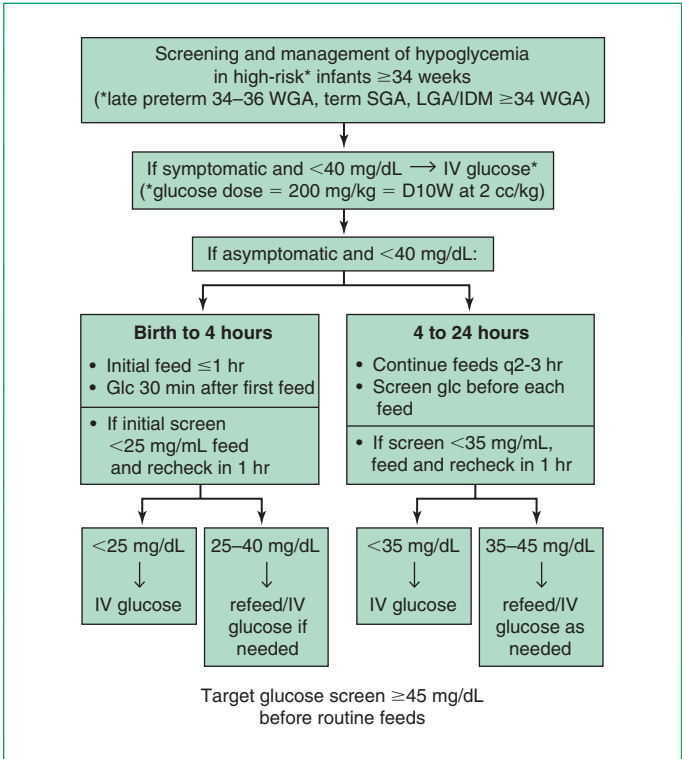 Screening and management of hypoglycemia
in high-risk* infants ≥34 weeks
(*late preterm 34–36 WGA, term SGA, LGA/IDM ≥34 WGA)
If symptomatic and <40 mg/dL → IV glucose*
(*glucose dose = 200 mg/kg = D10W at 2 cc/kg)
If asymptomatic and <40 mg/dL:
Birth to 4 hours
• Initial feed ≤1 hr
• Glc 30 min after first feed
• If initial screen
<25 mg/mL feed
and recheck in 1 hr
4 to 24 hours
• Continue feeds q2-3 hr
• Screen glc before each
feed
• If screen <35 mg/mL,
feed and recheck in 1 hr
<25 mg/dL
↓
IV glucose
25–40 mg/dL
↓
refeed/IV
glucose if
needed
<35 mg/dL
↓
IV glucose
35–45 mg/dL
↓
refeed/IV
glucose as
needed
Target glucose screen ≥45 mg/dL
before routine feeds